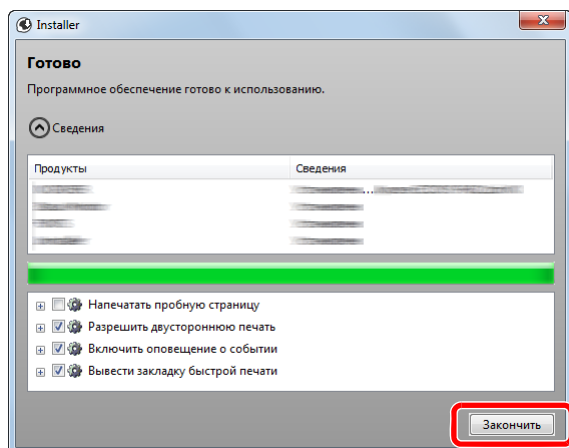 Installer
Готово
Программное обеспечение готово к использованию.
Сведения
Продукты Сведения
Напечатать пробную страницу
Разрешить двустороннюю печать
Включить оповещение о событии
Вывести закладку быстрой печати
Закончить